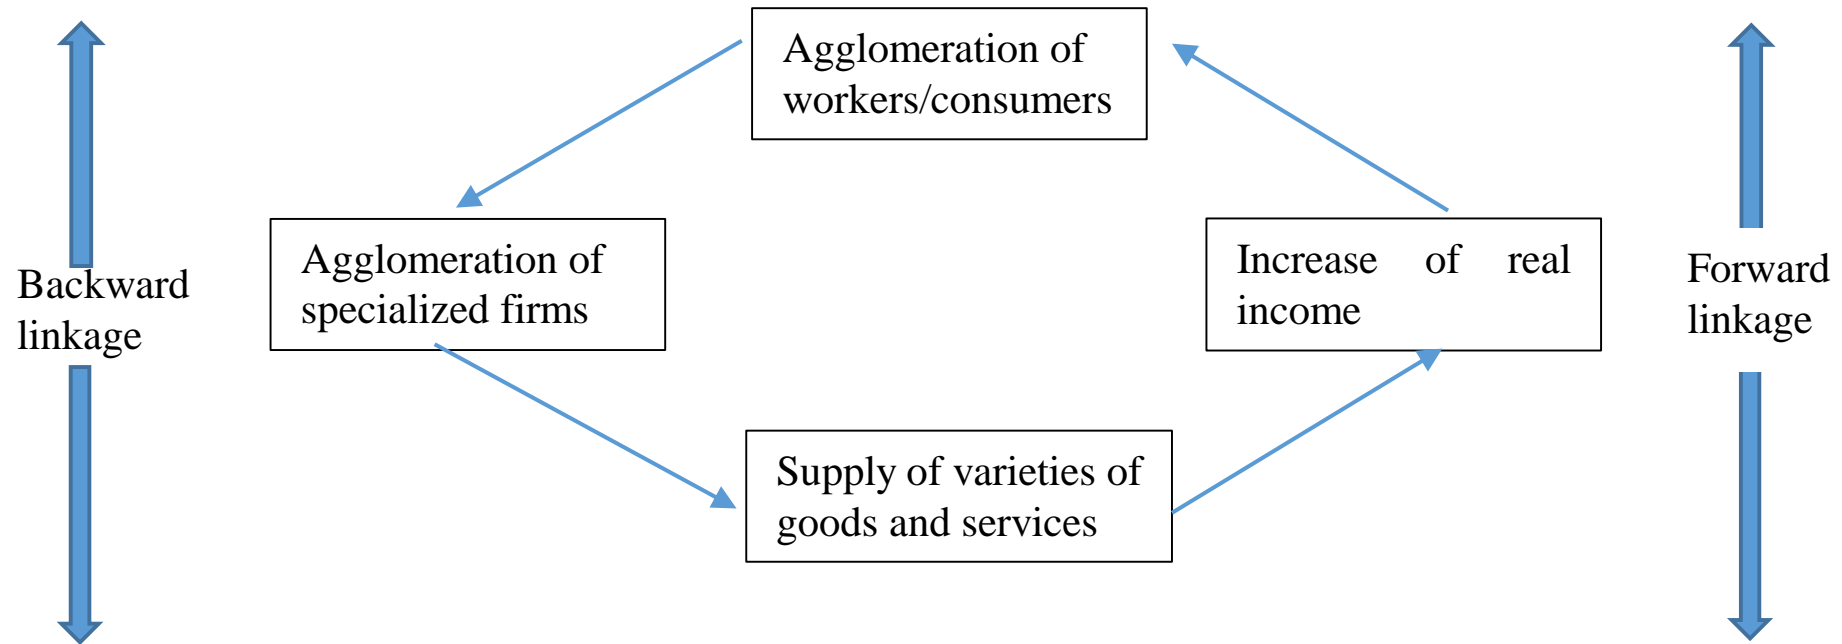 Agglomeration of
workers/consumers
Backward
linkage
Agglomeration of
specialized firms
Increase of real
income
Forward
linkage
Supply of varieties of
goods and services